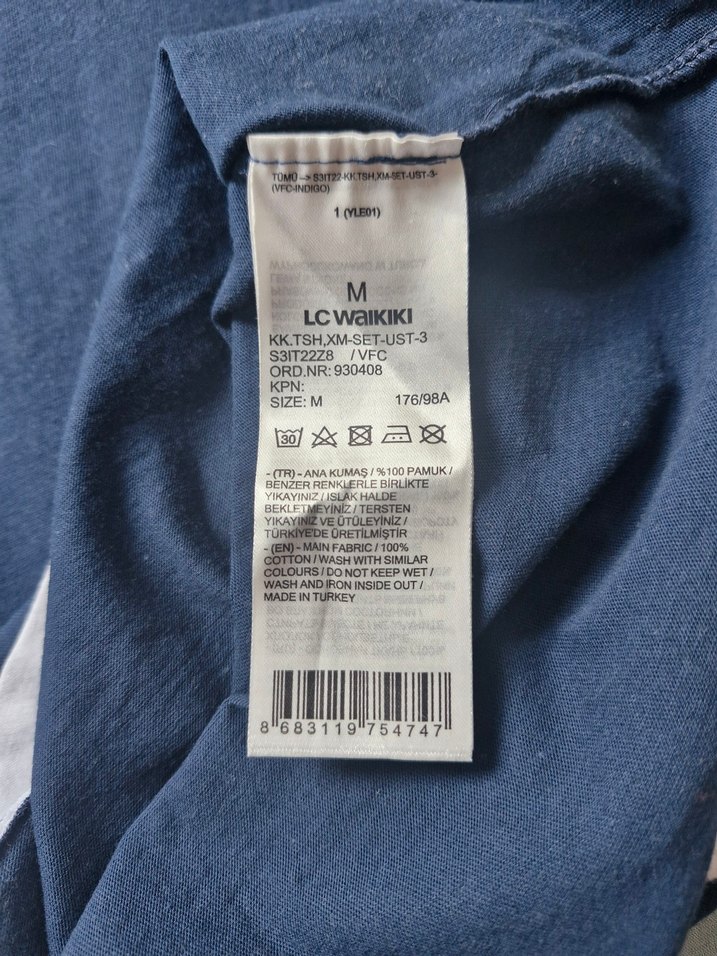 TÜMÜ --> S3IT22-KK.TSH,XM-SET-UST-3-
(VFC-INDIGO)
1 (YLE01)
M
LC WAIKIKI
KK.TSH,XM-SET-UST-3
S3IT22Z8 / VFC
ORD.NR: 930408
KPN:
SIZE: M 176/98A
30
-(TR)- ANA KUMAŞ / %100 PAMUK /
BENZER RENKLERLE BİRLİKTE
YIKAYINIZ / ISLAK HALDE
BEKLETMEYİNİZ / TERSTEN
YIKAYINIZ VE ÜTÜLEYİNİZ /
TÜRKİYE'DE ÜRETİLMİŞTİR
-(EN)- MAIN FABRIC / 100%
COTTON / WASH WITH SIMILAR
COLOURS / DO NOT KEEP WET /
WASH AND IRON INSIDE OUT /
MADE IN TURKEY
8 683119 754747